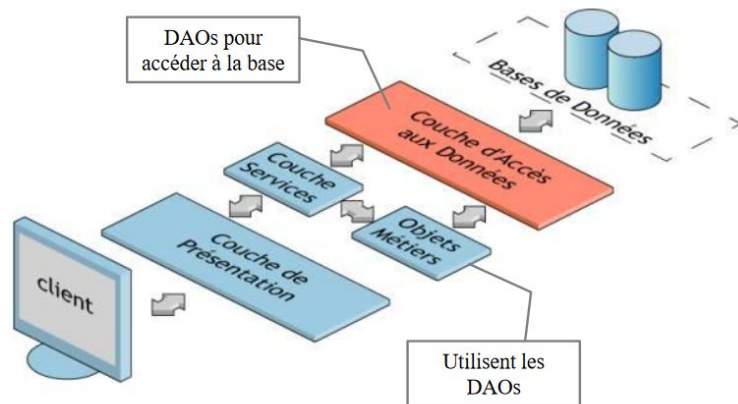 DAOs pour
accéder à la base
Bases de Données
Couche d'Accès
aux Données
Couche
Services
Objets
Métiers
Couche de
Présentation
client
Utilisent les
DAOs